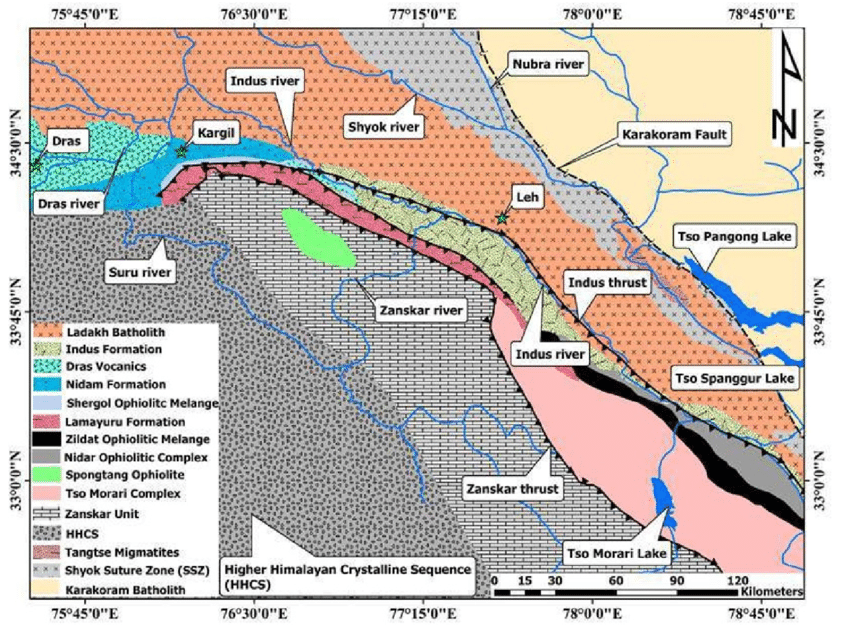 75°45'0"E 76°30'0"E 77°15'0"E 78°0'0"E 78°45'0"E
34°30'0"N
33°45'0"N
33°0'0"N
34°30'0"N
33°45'0"N
33°0'0"N
N
Nubra river
Indus river
Shyok river
Karakoram Fault
Dras
Kargil
Dras river
Leh
Tso Pangong Lake
Suru river
Indus thrust
Zanskar river
Indus river
Tso Spanggur Lake
Zanskar thrust
Tso Morari Lake
Higher Himalayan Crystalline Sequence
(HHCS)
Ladakh Batholith
Indus Formation
Dras Vocanics
Nidam Formation
Shergol Ophiolitc Melange
Lamayuru Formation
Zildat Ophiolitic Melange
Nidar Ophiolitic Complex
Spongtang Ophiolite
Tso Morari Complex
Zanskar Unit
HHCS
Tangtse Migmatites
Shyok Suture Zone (SSZ)
Karakoram Batholith
0 15 30 60 90 120
Kilometers
75°45'0"E 76°30'0"E 77°15'0"E 78°0'0"E 78°45'0"E